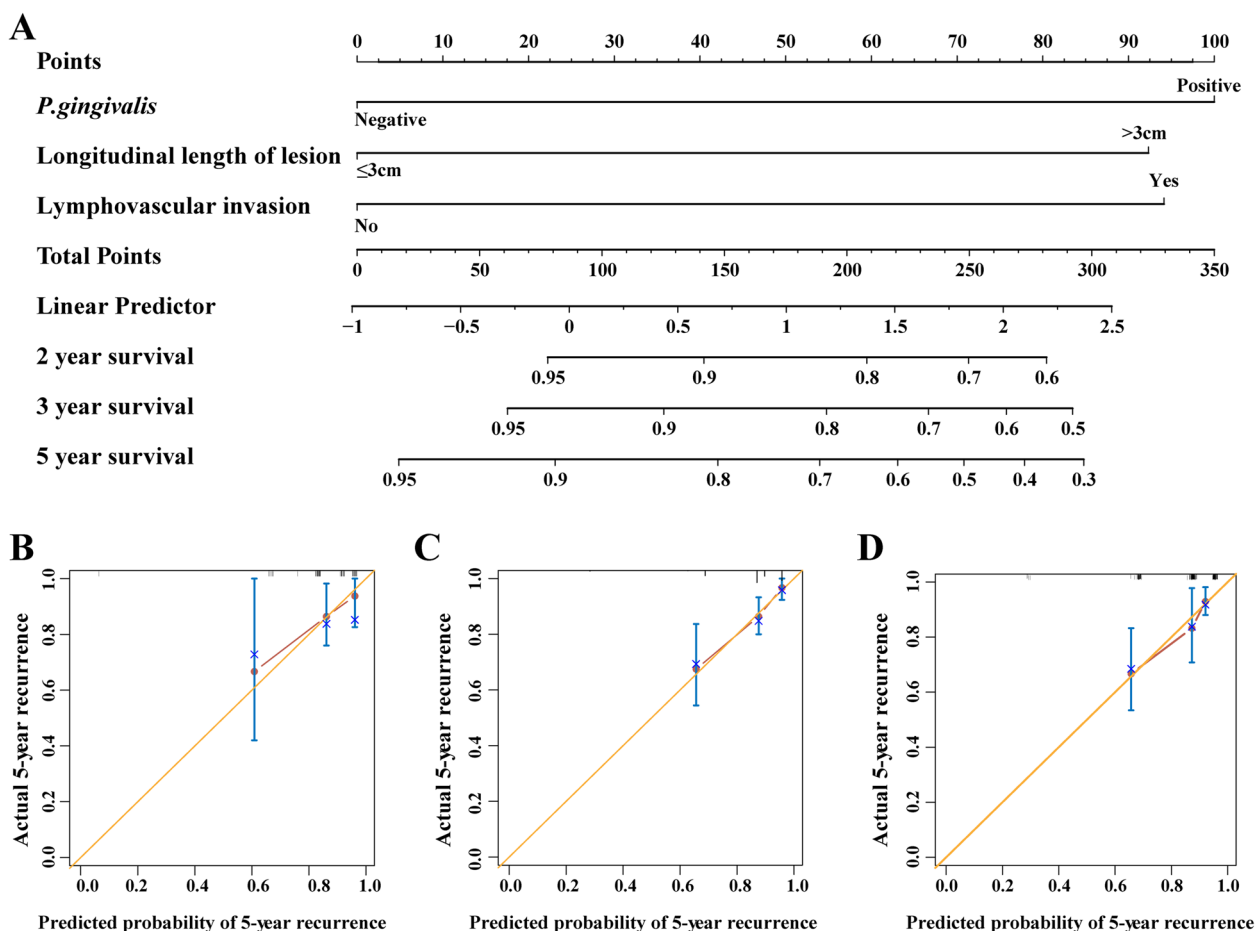 A
Points
0 10 20 30 40 50 60 70 80 90 100
P.gingivalis
Positive
Negative
Longitudinal length of lesion
>3cm
≤3cm
Lymphovascular invasion
Yes
No
Total Points
0 50 100 150 200 250 300 350
Linear Predictor
−1 −0.5 0 0.5 1 1.5 2 2.5
2 year survival
0.95 0.9 0.8 0.7 0.6
3 year survival
0.95 0.9 0.8 0.7 0.6 0.5
5 year survival
0.95 0.9 0.8 0.7 0.6 0.5 0.4 0.3
B
Actual 5-year recurrence
1.0
0.8
0.6
0.4
0.2
0.0
0.0 0.2 0.4 0.6 0.8 1.0
Predicted probability of 5-year recurrence
C
Actual 5-year recurrence
1.0
0.8
0.6
0.4
0.2
0.0
0.0 0.2 0.4 0.6 0.8 1.0
Predicted probability of 5-year recurrence
D
Actual 5-year recurrence
1.0
0.8
0.6
0.4
0.2
0.0
0.0 0.2 0.4 0.6 0.8 1.0
Predicted probability of 5-year recurrence